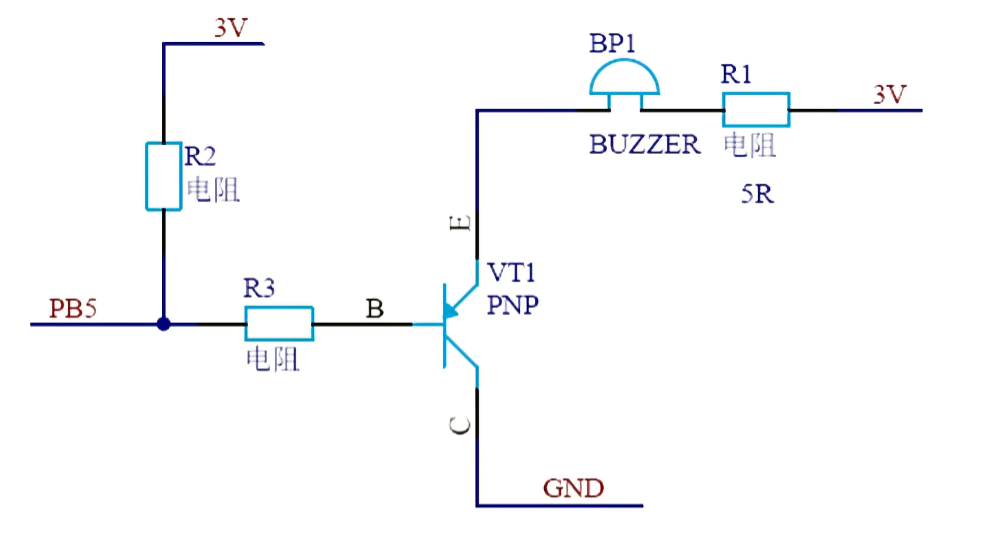 3V
BP1
R1
3V
BUZZER
电阻
5R
R2
电阻
E
VT1
PNP
R3
PB5
B
电阻
C
GND